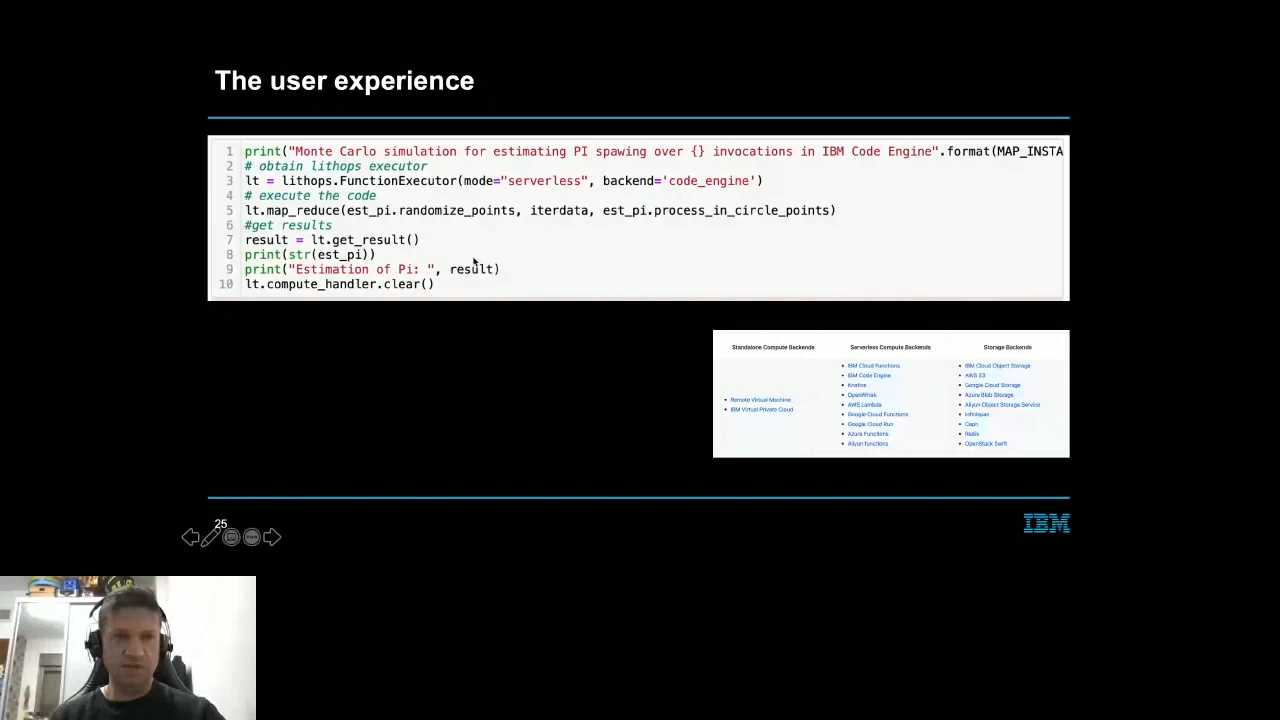 The user experience
1 print("Monte Carlo simulation for estimating PI spawing over {} invocations in IBM Code Engine".format(MAP_INSTA
2 # obtain lithops executor
3 lt = lithops.FunctionExecutor(mode="serverless", backend='code_engine')
4 # execute the code
5 lt.map_reduce(est_pi.randomize_points, iterdata, est_pi.process_in_circle_points)
6 #get results
7 result = lt.get_result()
8 print(str(est_pi))
9 print("Estimation of Pi: ", result)
10 lt.compute_handler.clear()
Standalone Compute Backends
Remote Virtual Machine
IBM Virtual Private Cloud
Serverless Compute Backends
IBM Cloud Functions
IBM Code Engine
Knative
OpenWhisk
AWS Lambda
Google Cloud Functions
Google Cloud Run
Azure Functions
Aliyun functions
Storage Backends
IBM Cloud Object Storage
AWS S3
Google Cloud Storage
Azure Blob Storage
Aliyun Object Storage Service
Infinispan
Ceph
Redis
OpenStack Swift
25
IBM